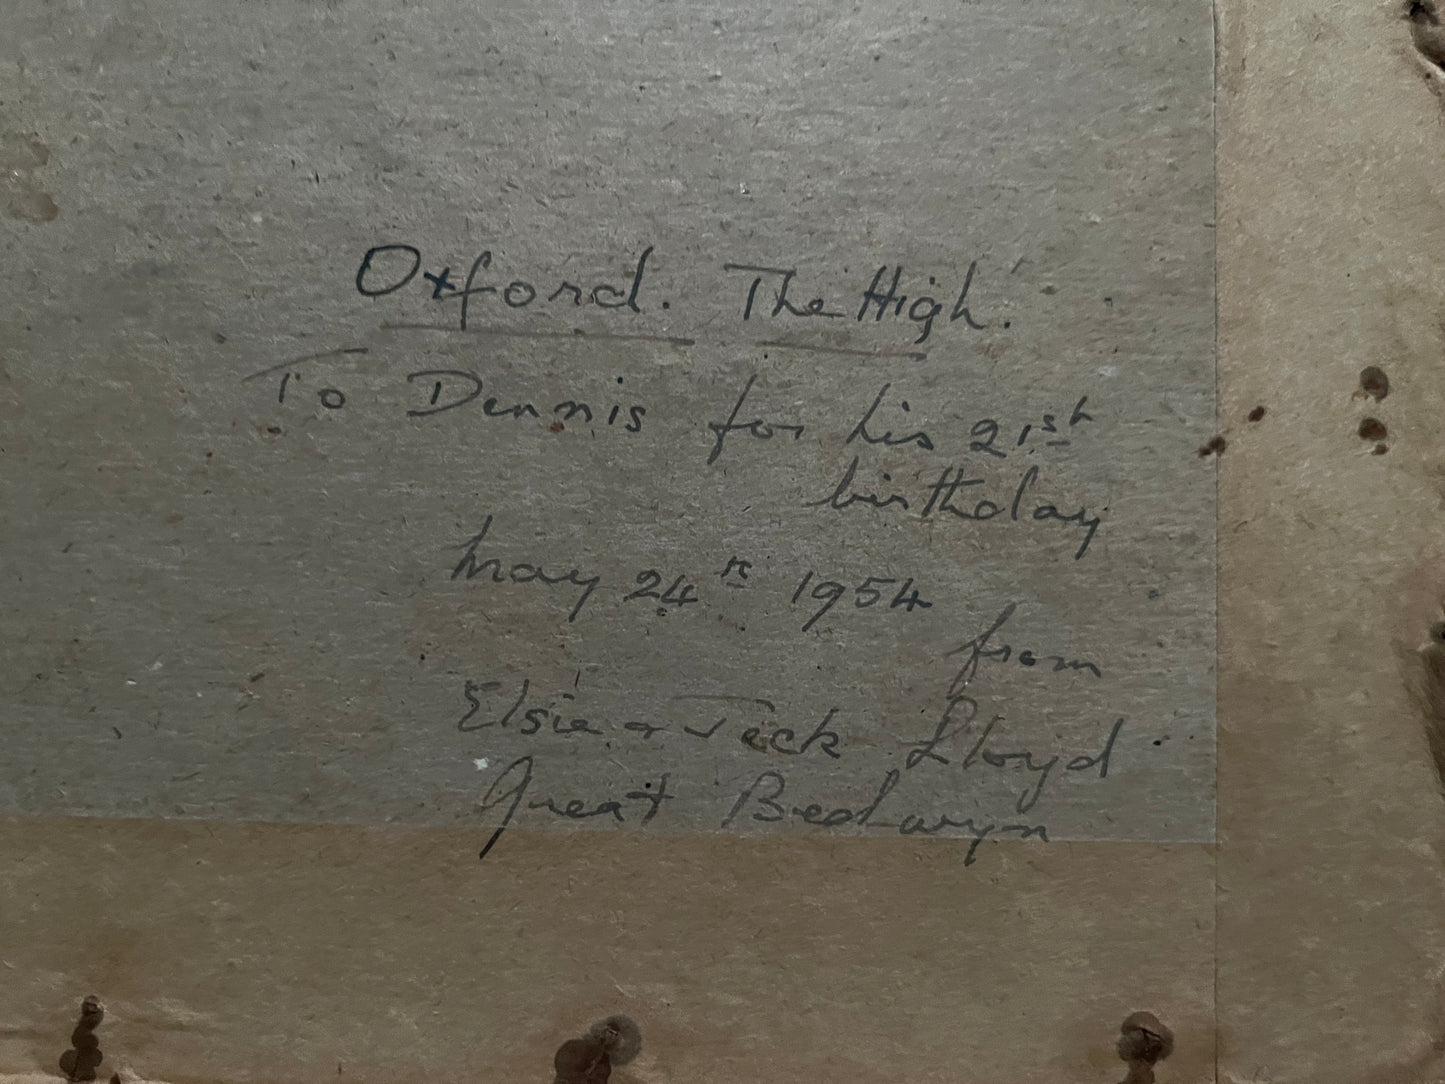 Oxford. The High.
To Dennis for his 21st
birthday
May 24th 1954
from
Elsie + Jack Lloyd
Great Bedwyn